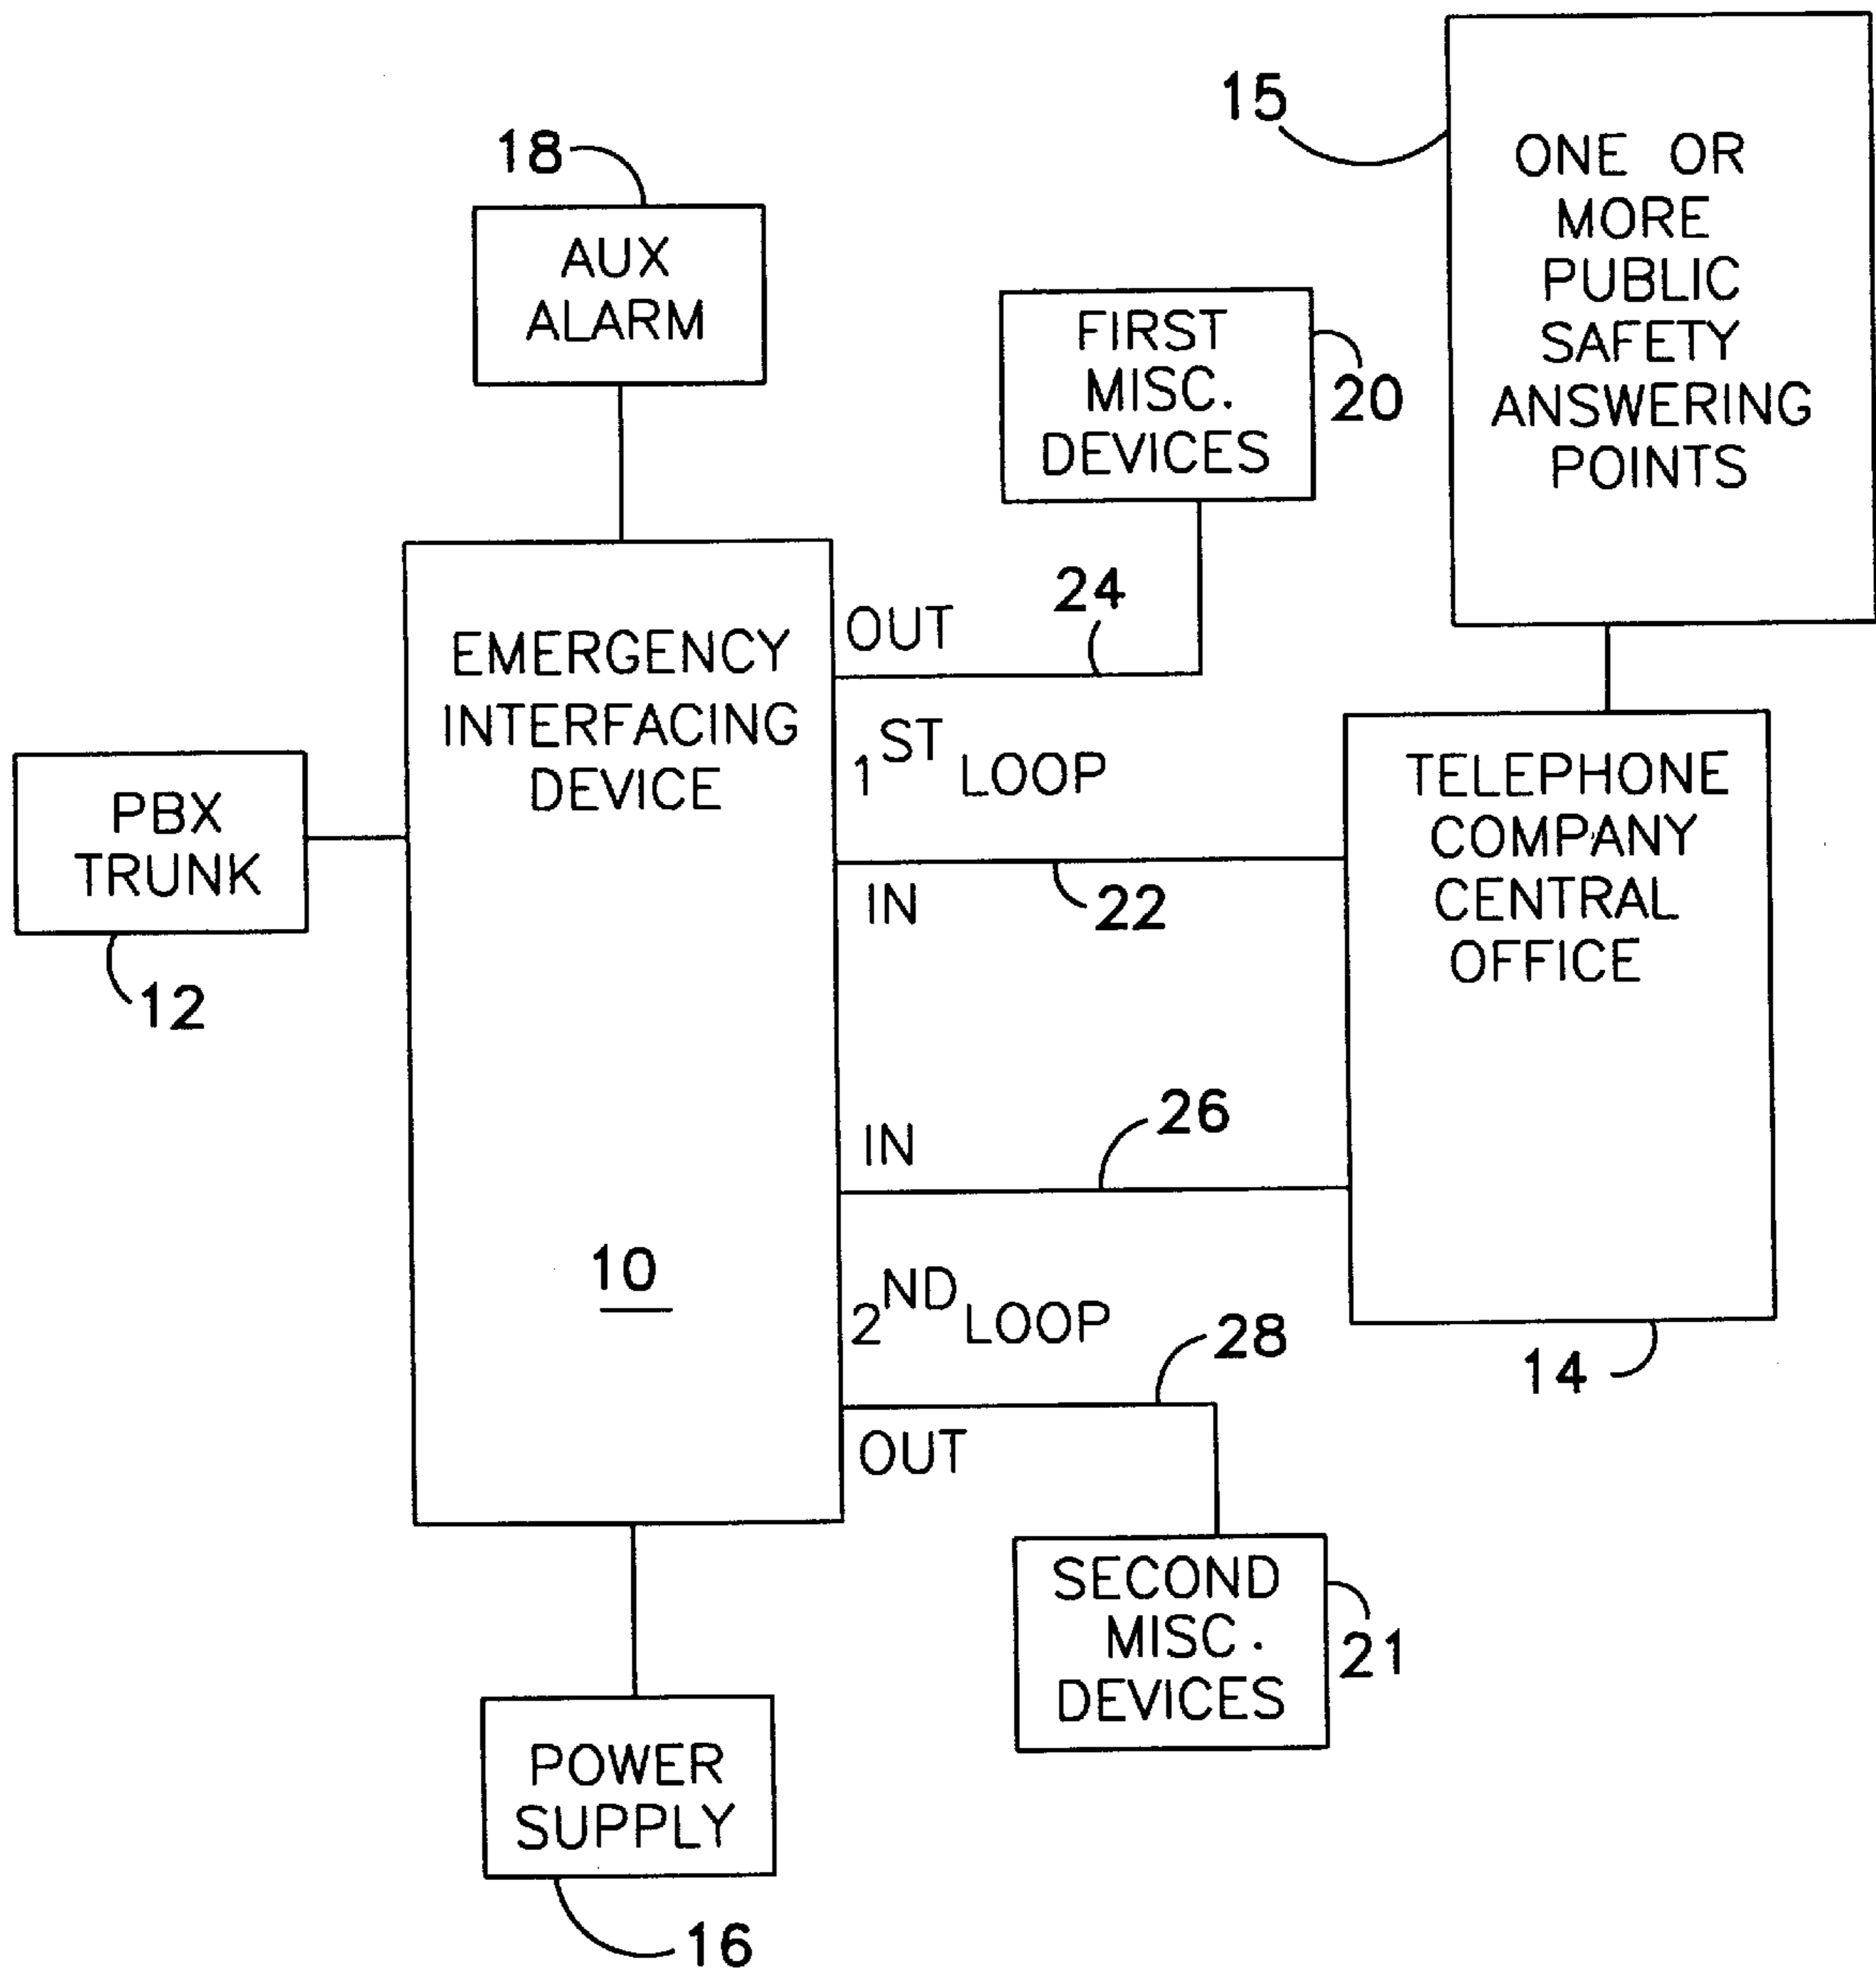 15
ONE OR
MORE
PUBLIC
SAFETY
ANSWERING
POINTS
18
AUX
ALARM
FIRST
MISC.
DEVICES
20
24
OUT
EMERGENCY
INTERFACING
DEVICE
10
1ST LOOP
IN
22
PBX
TRUNK
12
TELEPHONE
COMPANY
CENTRAL
OFFICE
14
IN
26
2ND LOOP
28
OUT
SECOND
MISC.
DEVICES
21
POWER
SUPPLY
16